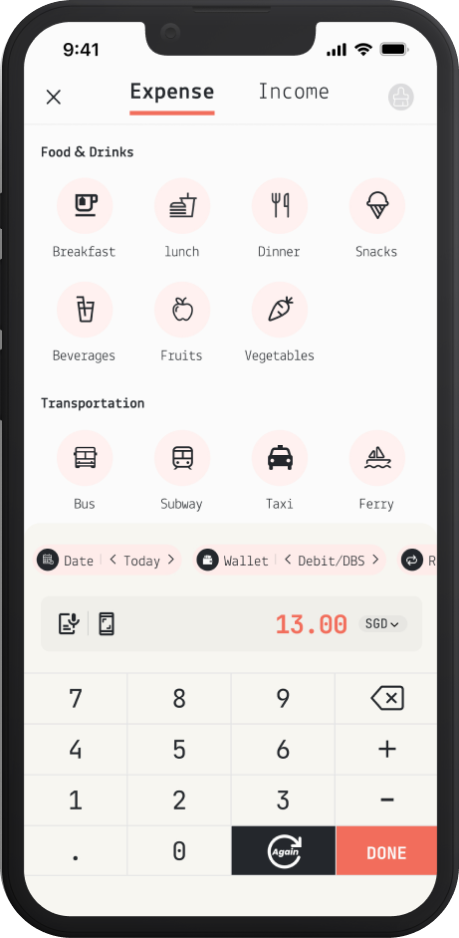 9:41
Expense Income
Food & Drinks
Breakfast lunch Dinner Snacks
Beverages Fruits Vegetables
Transportation
Bus Subway Taxi Ferry
Date < Today > Wallet < Debit/DBS > R
13.00 SGD
7 8 9
4 5 6 +
1 2 3 -
. 0 Again DONE